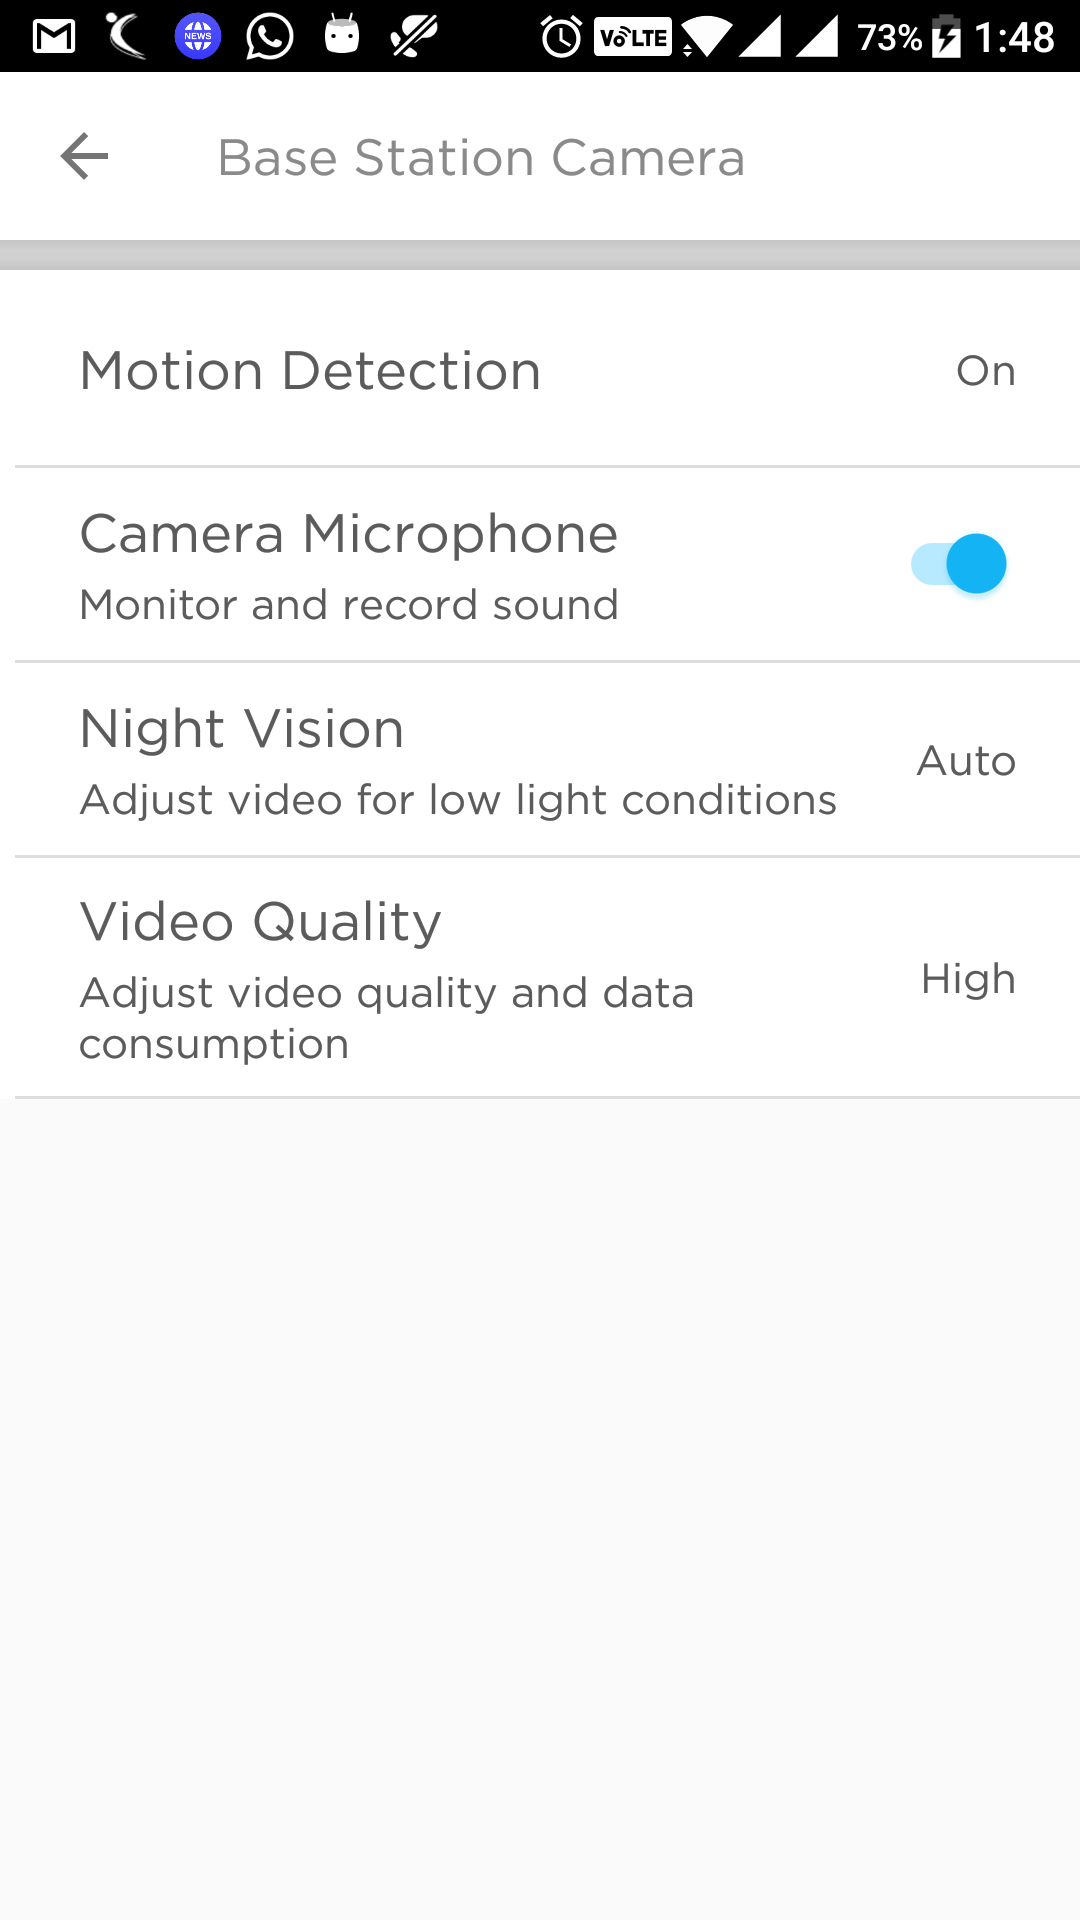 NEWS VoLTE 73% 1:48
Base Station Camera
Motion Detection On
Camera Microphone
Monitor and record sound
Night Vision
Auto
Adjust video for low light conditions
Video Quality
High
Adjust video quality and data
consumption